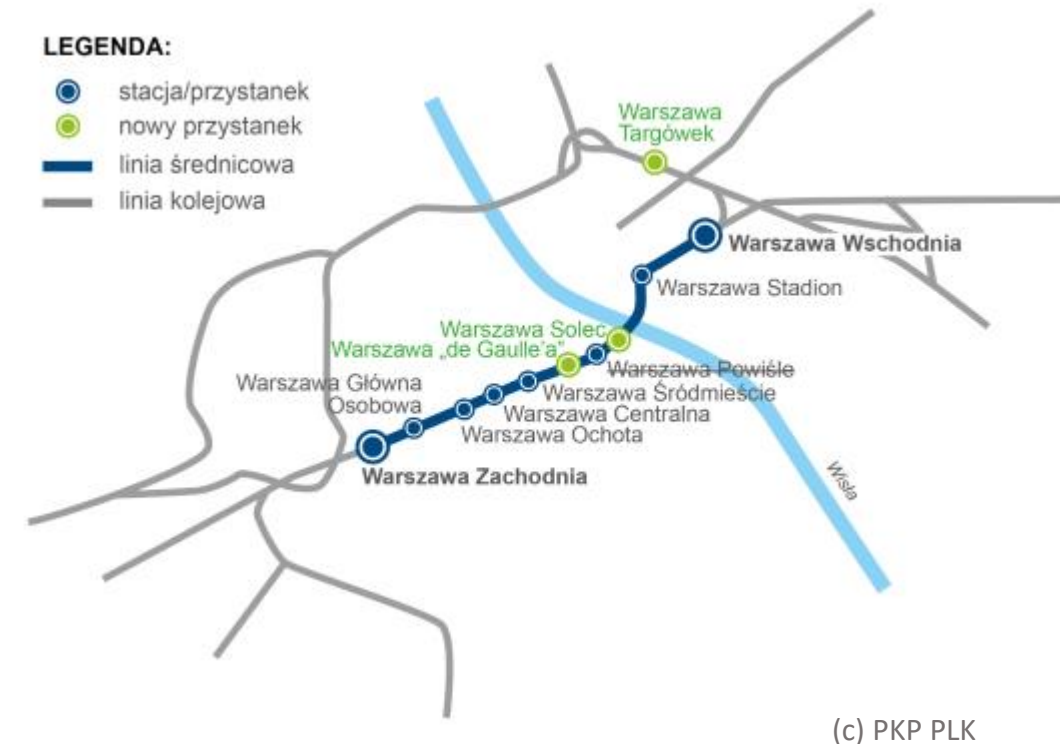 LEGENDA:
stacja/przystanek
nowy przystanek
linia średnicowa
linia kolejowa
Warszawa
Targówek
Warszawa Wschodnia
Warszawa Stadion
Warszawa Solec
Warszawa „de Gaulle'a”
Warszawa Powiśle
Warszawa Śródmieście
Warszawa Główna
Osobowa
Warszawa Centralna
Warszawa Ochota
Warszawa Zachodnia
Wisła
(c) PKP PLK